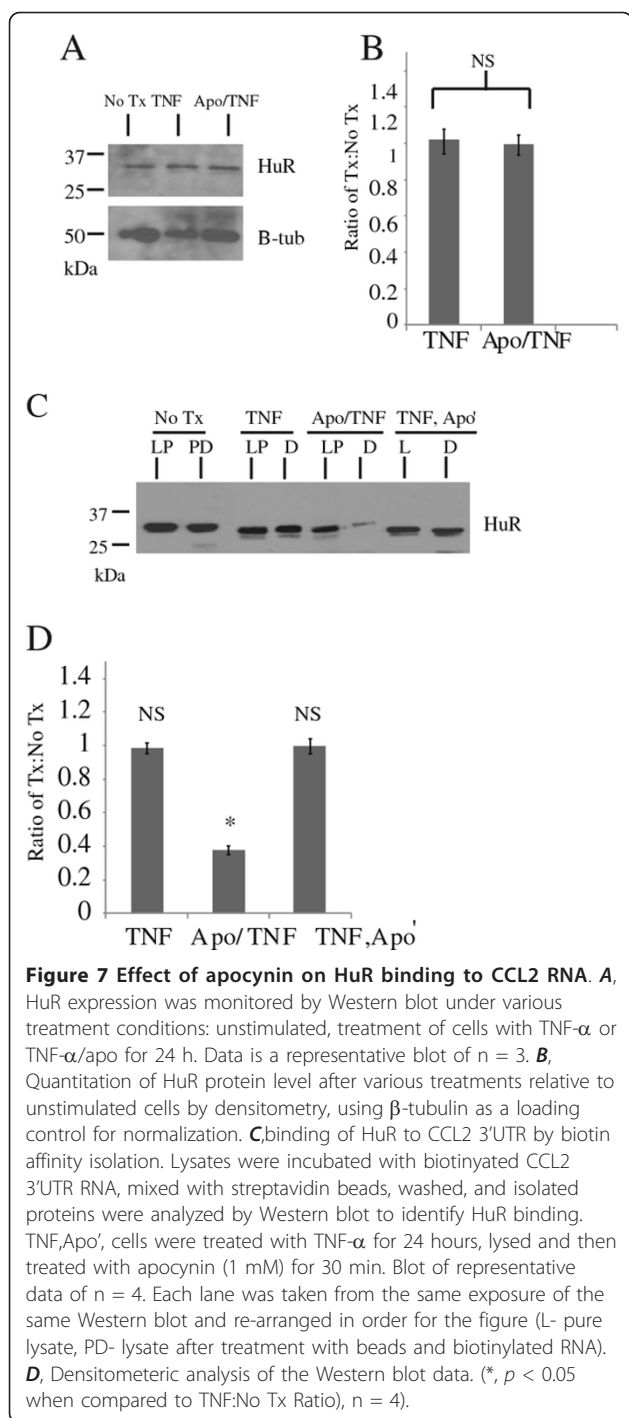 A
No Tx TNF Apo/TNF
37
25
HuR
50
B-tub
kDa
B
NS
Ratio of Tx:No Tx
1.4
1.2
1
0.8
0.6
0.4
0.2
0
TNF Apo/TNF
C
No Tx TNF Apo/TNF TNF, Apo'
LP PD LP D LP D L D
37
25
HuR
kDa
D
Ratio of Tx:No Tx
1.4
1.2
1
0.8
0.6
0.4
0.2
0
NS
*
NS
TNF Apo/TNF TNF,Apo'
Figure 7 Effect of apocynin on HuR binding to CCL2 RNA. A,
HuR expression was monitored by Western blot under various
treatment conditions: unstimulated, treatment of cells with TNF-α or
TNF-α/apo for 24 h. Data is a representative blot of n = 3. B,
Quantitation of HuR protein level after various treatments relative to
unstimulated cells by densitometry, using β-tubulin as a loading
control for normalization. C,binding of HuR to CCL2 3'UTR by biotin
affinity isolation. Lysates were incubated with biotinyated CCL2
3'UTR RNA, mixed with streptavidin beads, washed, and isolated
proteins were analyzed by Western blot to identify HuR binding.
TNF,Apo', cells were treated with TNF-α for 24 hours, lysed and then
treated with apocynin (1 mM) for 30 min. Blot of representative
data of n = 4. Each lane was taken from the same exposure of the
same Western blot and re-arranged in order for the figure (L- pure
lysate, PD- lysate after treatment with beads and biotinylated RNA).
D, Densitometeric analysis of the Western blot data. (*, p < 0.05
when compared to TNF:No Tx Ratio), n = 4).